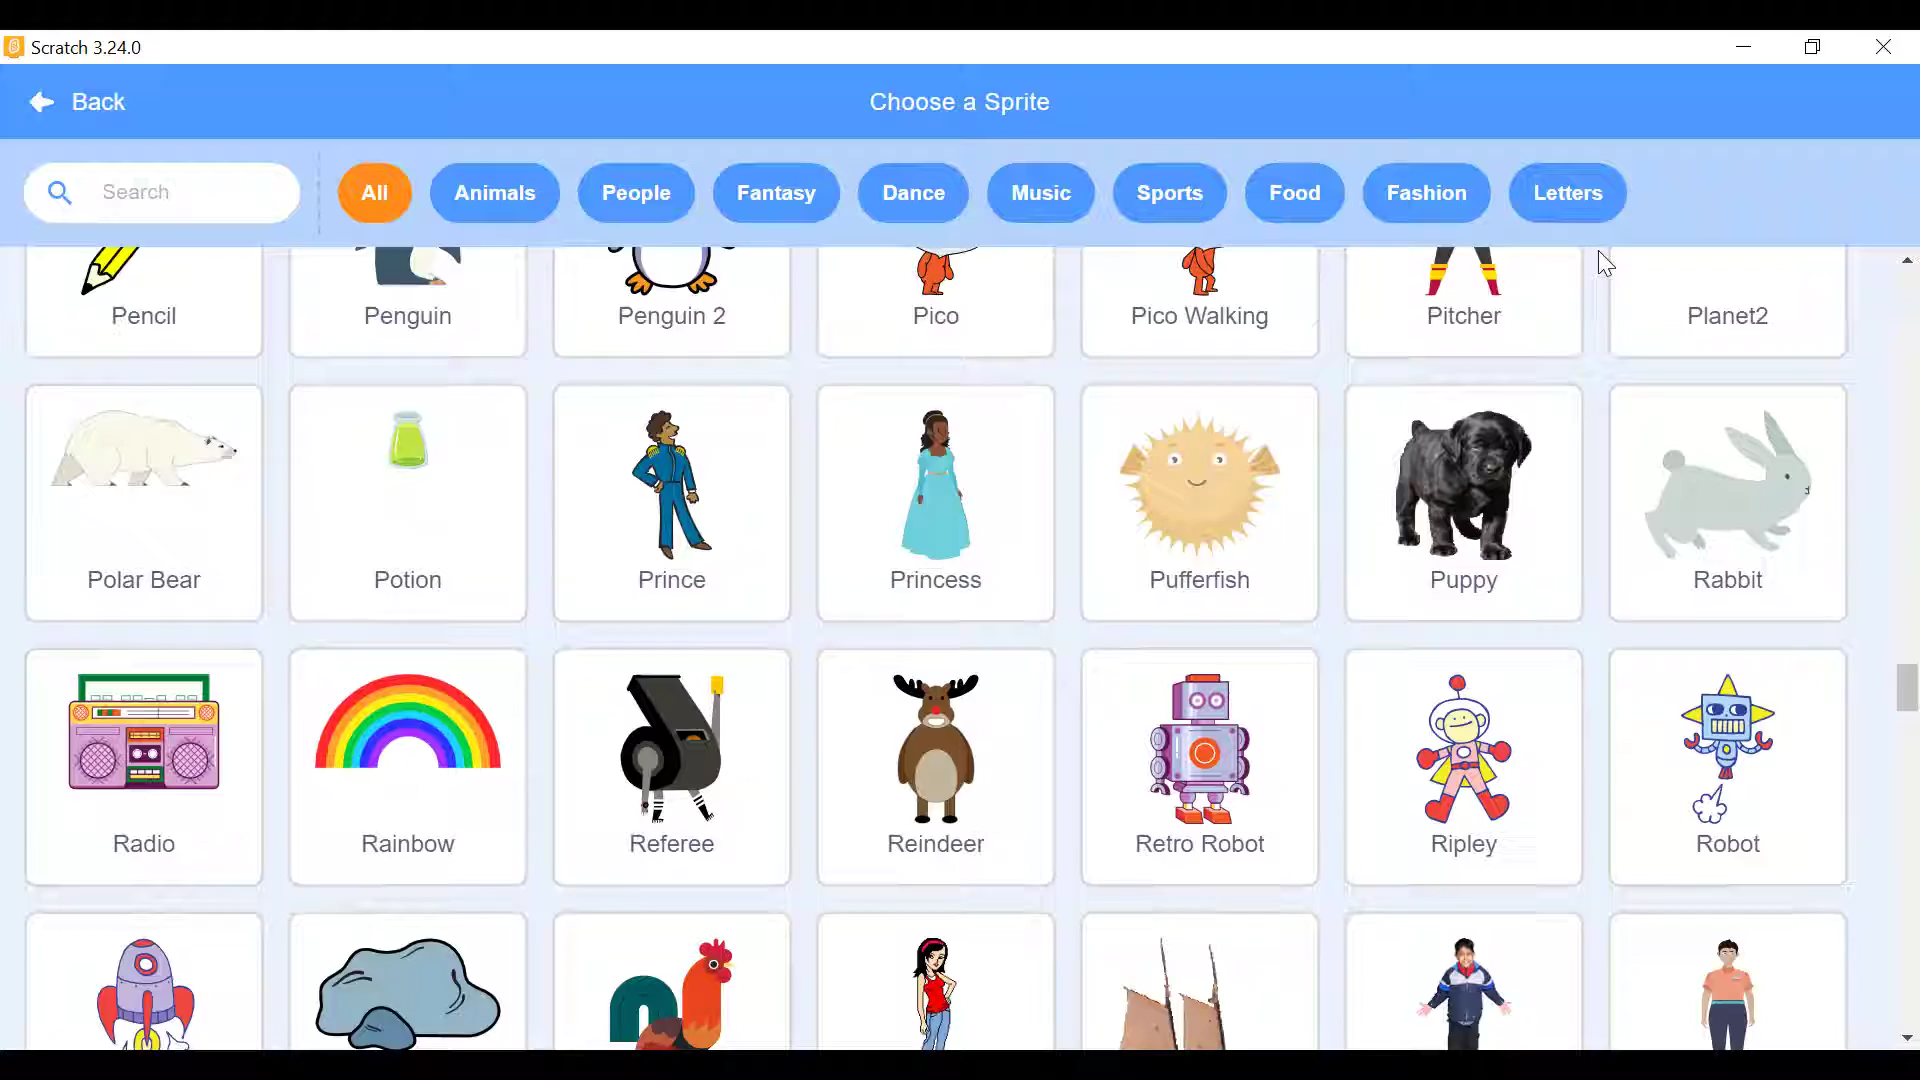 Scratch 3.24.0
Back
Choose a Sprite
Search
All
Animals
People
Fantasy
Dance
Music
Sports
Food
Fashion
Letters
Pencil
Penguin
Penguin 2
Pico
Pico Walking
Pitcher
Planet2
Polar Bear
Potion
Prince
Princess
Pufferfish
Puppy
Rabbit
Radio
Rainbow
Referee
Reindeer
Retro Robot
Ripley
Robot